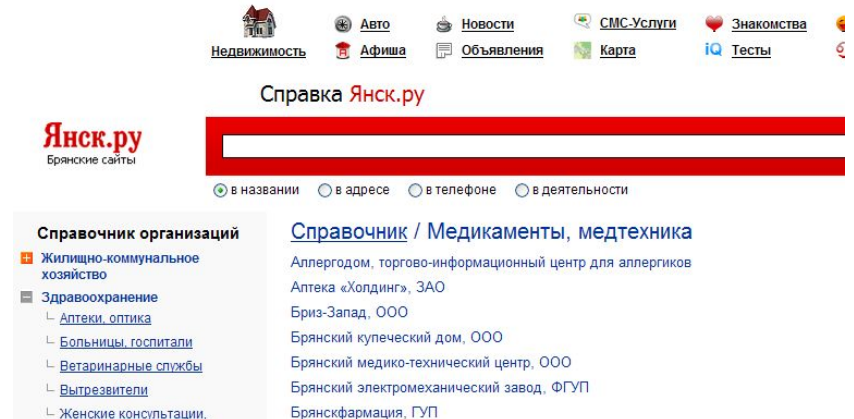 Недвижимость
Авто
Новости
СМС-Услуги
Знакомства
Афиша
Объявления
Карта
iQ Тесты
Справка Янск.ру
Янск.ру
Брянские сайты
в названии в адресе в телефоне в деятельности
Справочник организаций
Жилищно-коммунальное
хозяйство
Здравоохранение
Аптеки, оптика
Больницы, госпитали
Ветаринарные службы
Вытрезвители
Женские консультации,
Справочник / Медикаменты, медтехника
Аллергодом, торгово-информационный центр для аллергиков
Аптека «Холдинг», ЗАО
Бриз-Запад, ООО
Брянский купеческий дом, ООО
Брянский медико-технический центр, ООО
Брянский электромеханический завод, ФГУП
Брянскфармация, ГУП